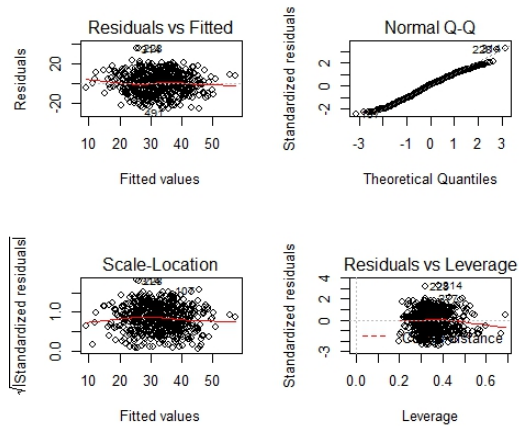 Residuals vs Fitted
Residuals
20
-20
491
10 20 30 40 50
Fitted values
Normal Q-Q
Standardized residuals
2
0
-2
-3 -1 0 1 2 3
Theoretical Quantiles
Scale-Location
√|Standardized residuals|
1.0
0.0
107
10 20 30 40 50
Fitted values
Residuals vs Leverage
Standardized residuals
4
2
0
-3
0.0 0.2 0.4 0.6
Leverage